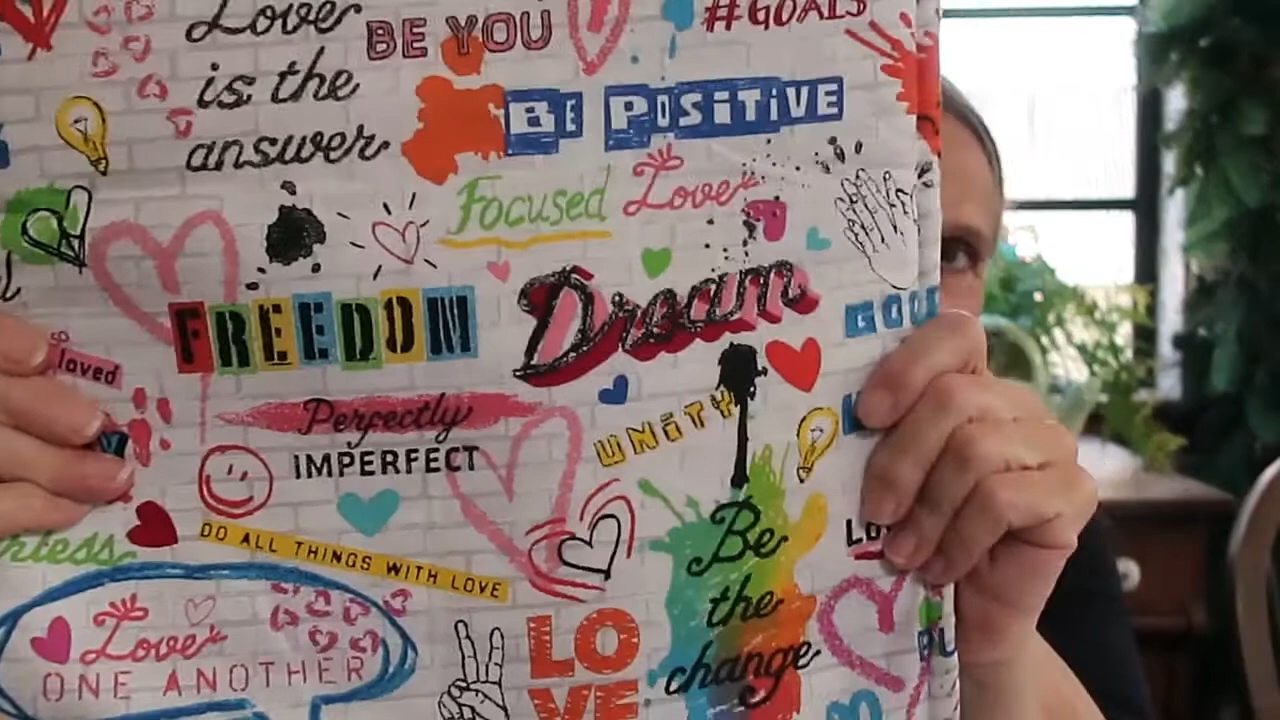 Love
is the
answer
BE YOU
#GOALS
BE POSITIVE
Focused
Love
FREEDOM
Dream
loved
Perfectly
IMPERFECT
UNITY
DO ALL THINGS WITH LOVE
Love
ONE ANOTHER
LO
VE
Be
the
change